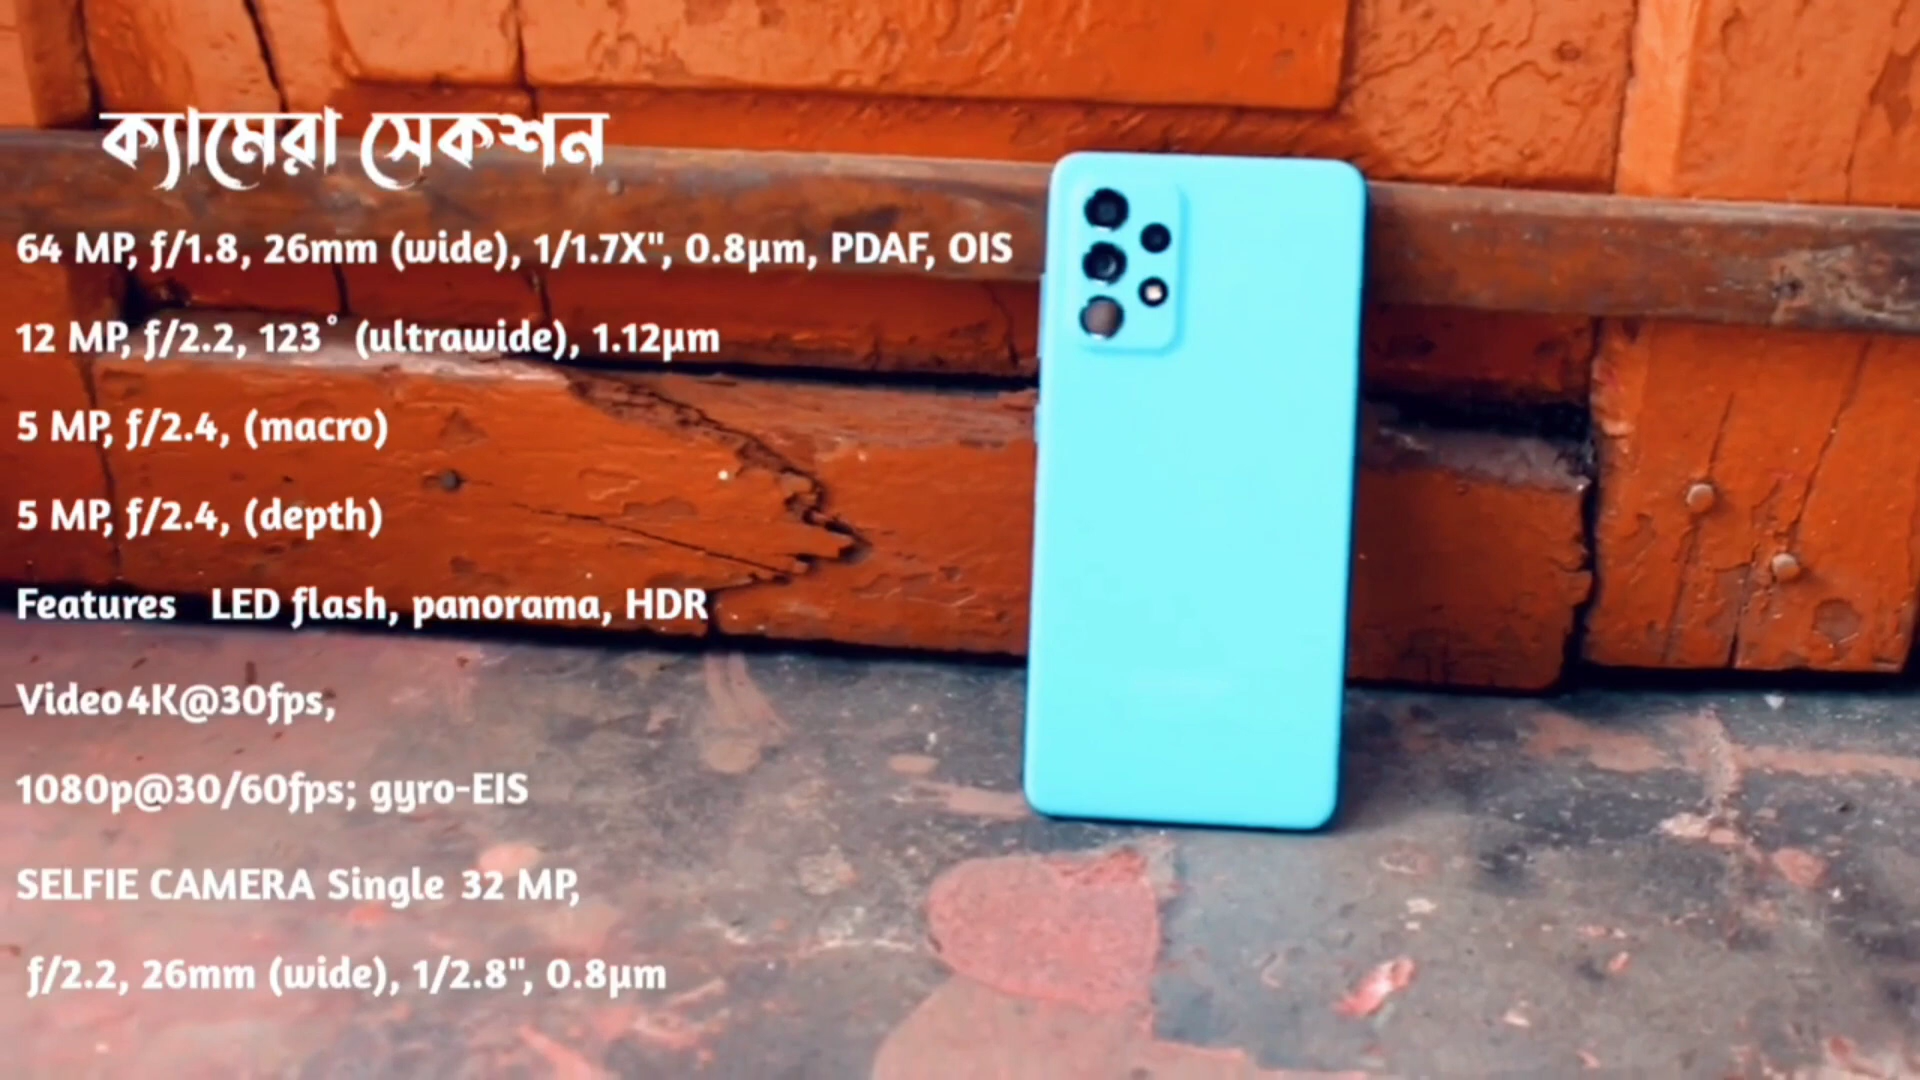 ক্যামেরা সেকশন
64 MP, f/1.8, 26mm (wide), 1/1.7X", 0.8µm, PDAF, OIS
12 MP, f/2.2, 123˚ (ultrawide), 1.12µm
5 MP, f/2.4, (macro)
5 MP, f/2.4, (depth)
Features LED flash, panorama, HDR
Video 4K@30fps,
1080p@30/60fps; gyro-EIS
SELFIE CAMERA Single 32 MP,
f/2.2, 26mm (wide), 1/2.8", 0.8µm